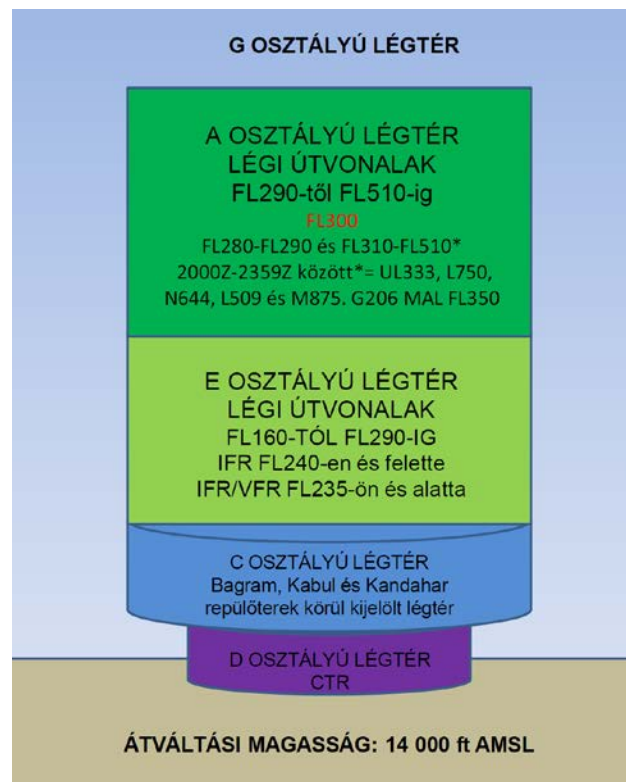 G OSZTÁLYÚ LÉGTÉR
A OSZTÁLYÚ LÉGTÉR
LÉGI ÚTVONALAK
FL290-től FL510-ig
FL300
FL280-FL290 és FL310-FL510*
2000Z-2359Z között*= UL333, L750,
N644, L509 és M875. G206 MAL FL350
E OSZTÁLYÚ LÉGTÉR
LÉGI ÚTVONALAK
FL160-TÓL FL290-IG
IFR FL240-en és felette
IFR/VFR FL235-ön és alatta
C OSZTÁLYÚ LÉGTÉR
Bagram, Kabul és Kandahar
repülőterek körül kijelölt légtér
D OSZTÁLYÚ LÉGTÉR
CTR
ÁTVÁLTÁSI MAGASSÁG: 14 000 ft AMSL